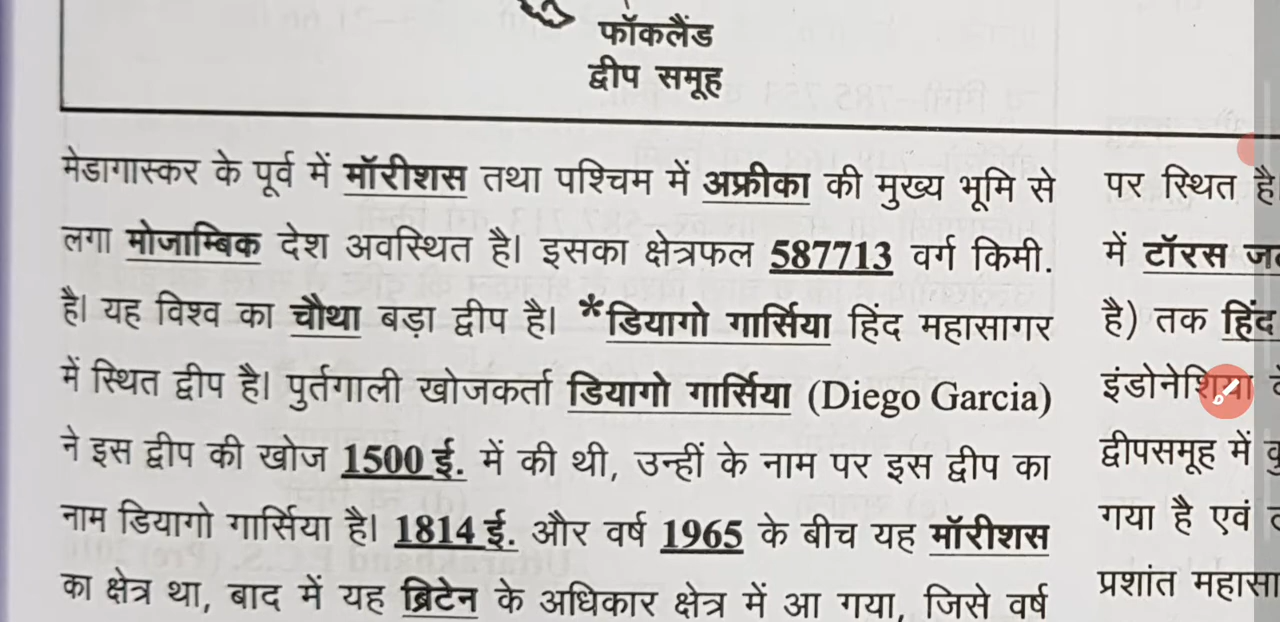 फॉकलैंड
द्वीप समूह
मेडागास्कर के पूर्व में मॉरीशस तथा पश्चिम में अफ्रीका की मुख्य भूमि से
लगा मोजाम्बिक देश अवस्थित है। इसका क्षेत्रफल 587713 वर्ग किमी.
है। यह विश्व का चौथा बड़ा द्वीप है। *डियागो गार्सिया हिंद महासागर
में स्थित द्वीप है। पुर्तगाली खोजकर्ता डियागो गार्सिया (Diego Garcia)
ने इस द्वीप की खोज 1500 ई. में की थी, उन्हीं के नाम पर इस द्वीप का
नाम डियागो गार्सिया है। 1814 ई. और वर्ष 1965 के बीच यह मॉरीशस
का क्षेत्र था, बाद में यह ब्रिटेन के अधिकार क्षेत्र में आ गया, जिसे वर्ष
पर स्थित है।
में टॉरस
है) तक हिंद
इंडोनेशिया
द्वीपसमूह में
गया है एवं